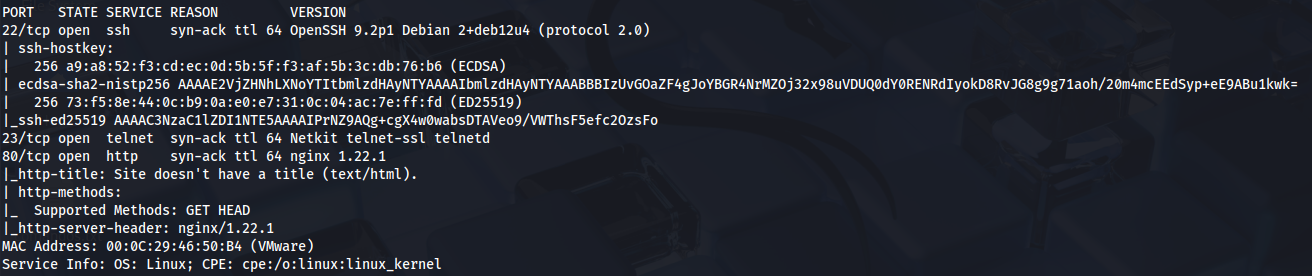 PORT   STATE SERVICE REASON         VERSION
22/tcp open  ssh     syn-ack ttl 64 OpenSSH 9.2p1 Debian 2+deb12u4 (protocol 2.0)
| ssh-hostkey:
|   256 a9:a8:52:f3:cd:ec:0d:5b:5f:f3:af:5b:3c:db:76:b6 (ECDSA)
| ecdsa-sha2-nistp256 AAAAE2VjZHNhLXNoYTItbmlzdHAyNTYAAAAIbmlzdHAyNTYAAABBBIzUvGOaZF4gJoYBGR4NrMZOj32x98uVDUQ0dY0RENRdIyokD8RvJG8g9g71aoh/20m4mcEEdSyp+eE9ABu1kwk=
|   256 73:f5:8e:44:0c:b9:0a:e0:e7:31:0c:04:ac:7e:ff:fd (ED25519)
|_ssh-ed25519 AAAAC3NzaC1lZDI1NTE5AAAAIPrNZ9AQg+cgX4w0wabsDTAVeo9/VWThsF5efc2OzsFo
23/tcp open  telnet  syn-ack ttl 64 Netkit telnet-ssl telnetd
80/tcp open  http    syn-ack ttl 64 nginx 1.22.1
|_http-title: Site doesn't have a title (text/html).
| http-methods:
|_  Supported Methods: GET HEAD
|_http-server-header: nginx/1.22.1
MAC Address: 00:0C:29:46:50:B4 (VMware)
Service Info: OS: Linux; CPE: cpe:/o:linux:linux_kernel